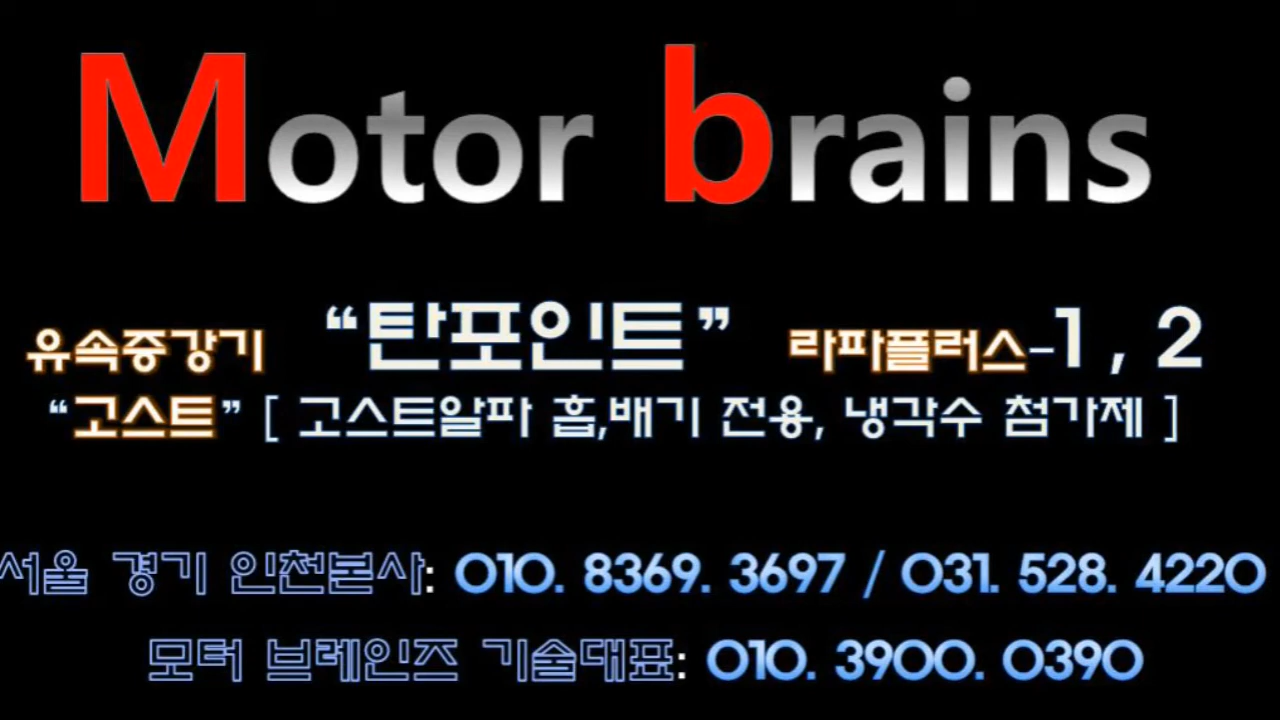 Motor brains
유속증강기 “탄포인트” 라파플러스-1 , 2
“고스트” [ 고스트알파 흡,배기 전용, 냉각수 첨가제 ]
서울 경기 인천본사: 010. 8369. 3697 / 031. 528. 4220
모터 브레인즈 기술대표: 010. 3900. 0390